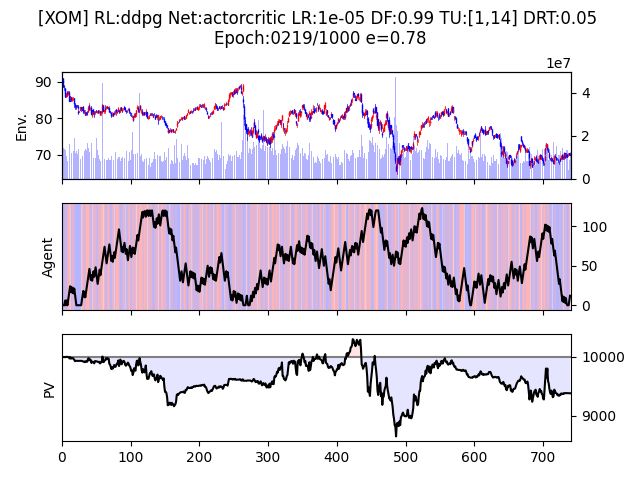 [XOM] RL:ddpg Net:actorcritic LR:1e-05 DF:0.99 TU:[1,14] DRT:0.05
Epoch:0219/1000 e=0.78
1e7
90
80
70
Env.
4
2
0
Agent
100
50
0
PV
10000
9000
0 100 200 300 400 500 600 700